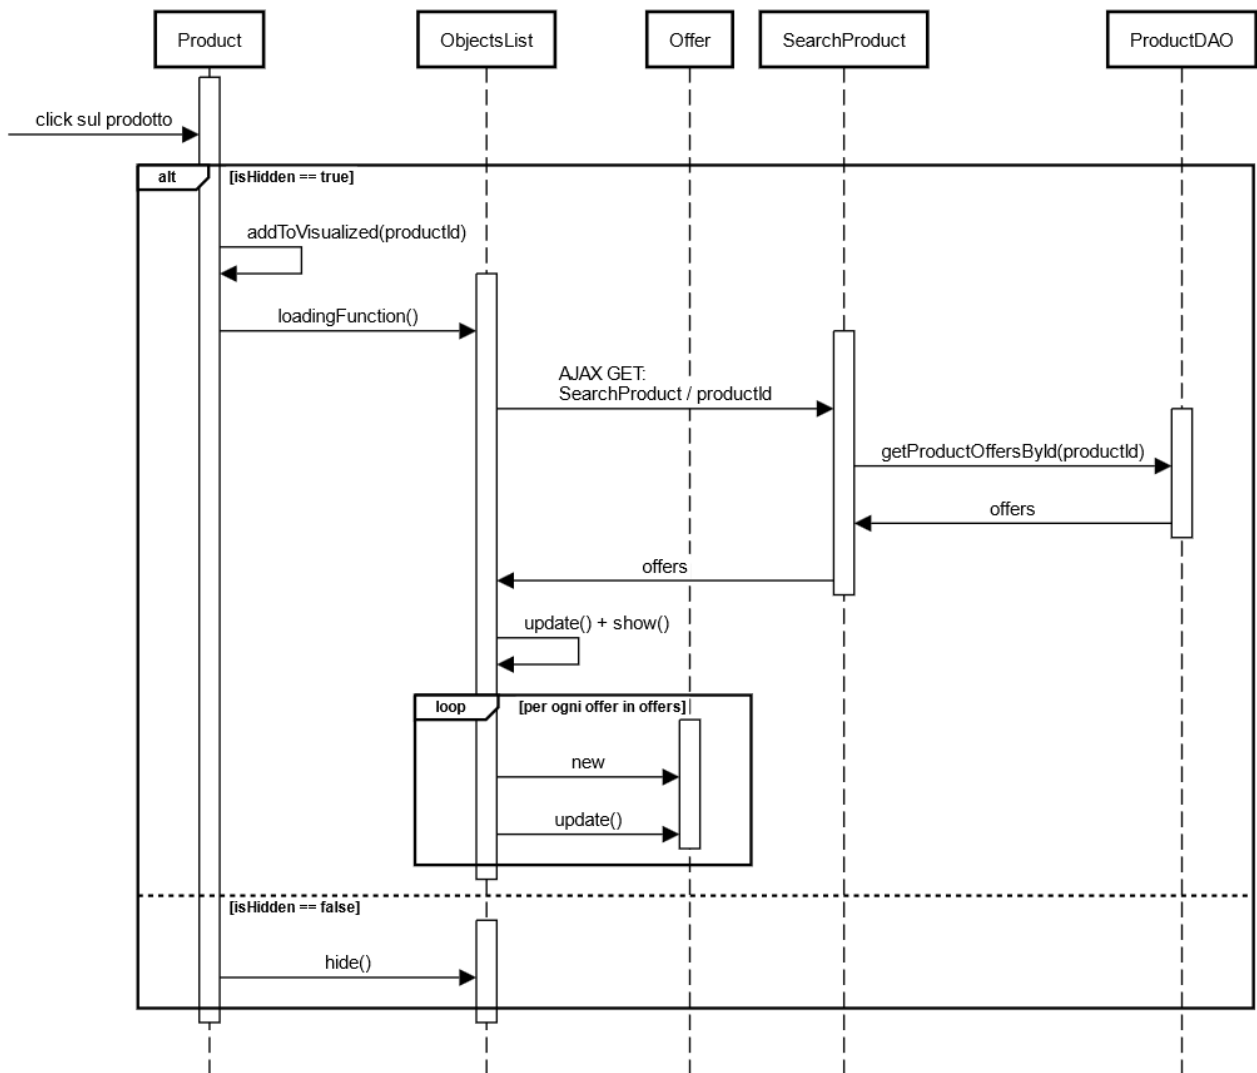 Product
ObjectsList
Offer
SearchProduct
ProductDAO
click sul prodotto
alt
[isHidden == true]
addToVisualized(productId)
loadingFunction()
AJAX GET:
SearchProduct / productId
getProductOffersById(productId)
offers
offers
update() + show()
loop
[per ogni offer in offers]
new
update()
[isHidden == false]
hide()